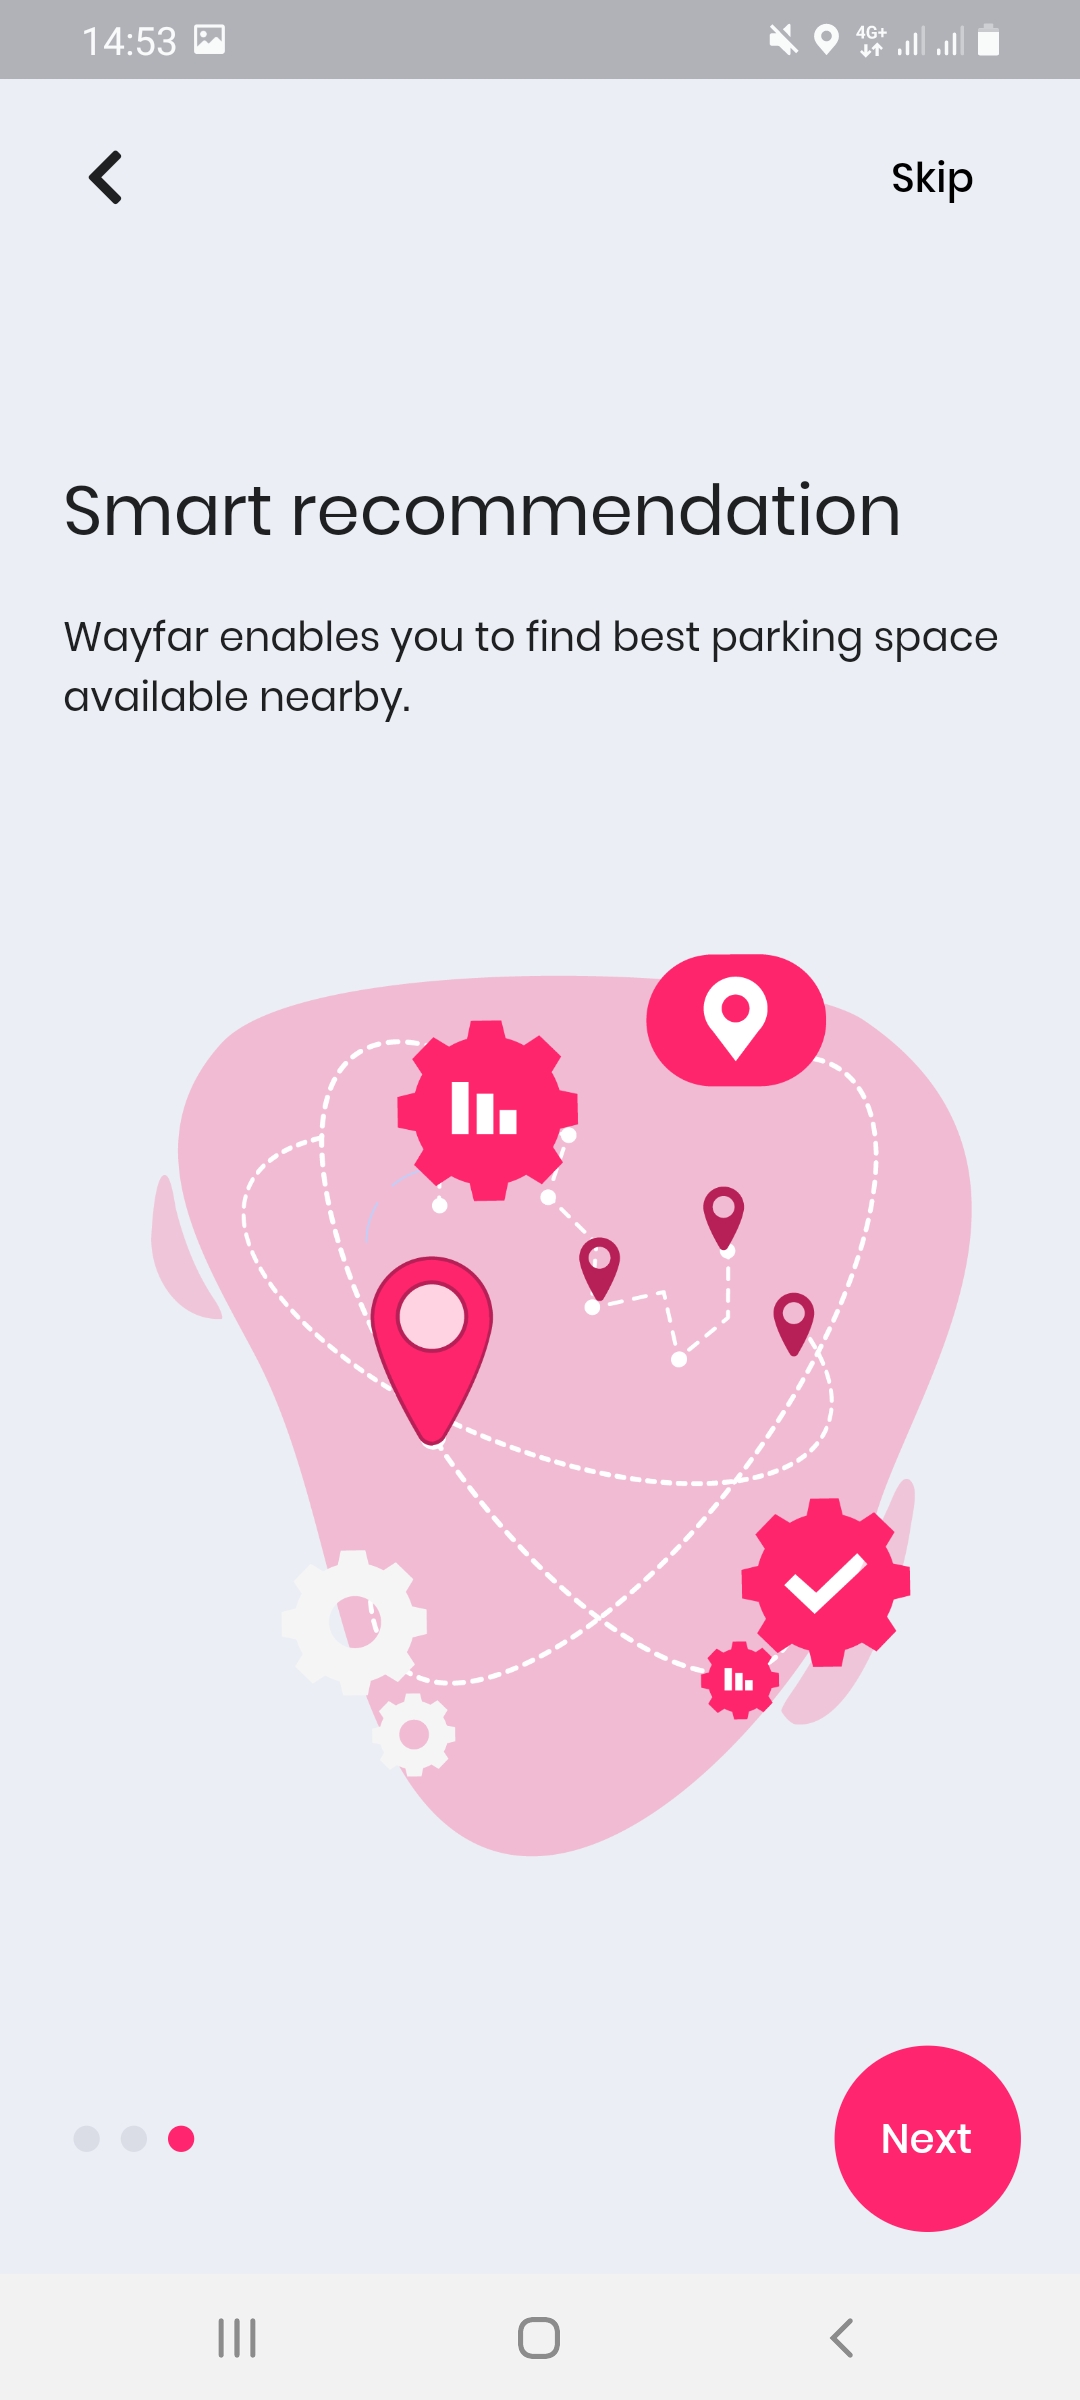 14:53
4G+
Skip
Smart recommendation
Wayfar enables you to find best parking space
available nearby.
Next